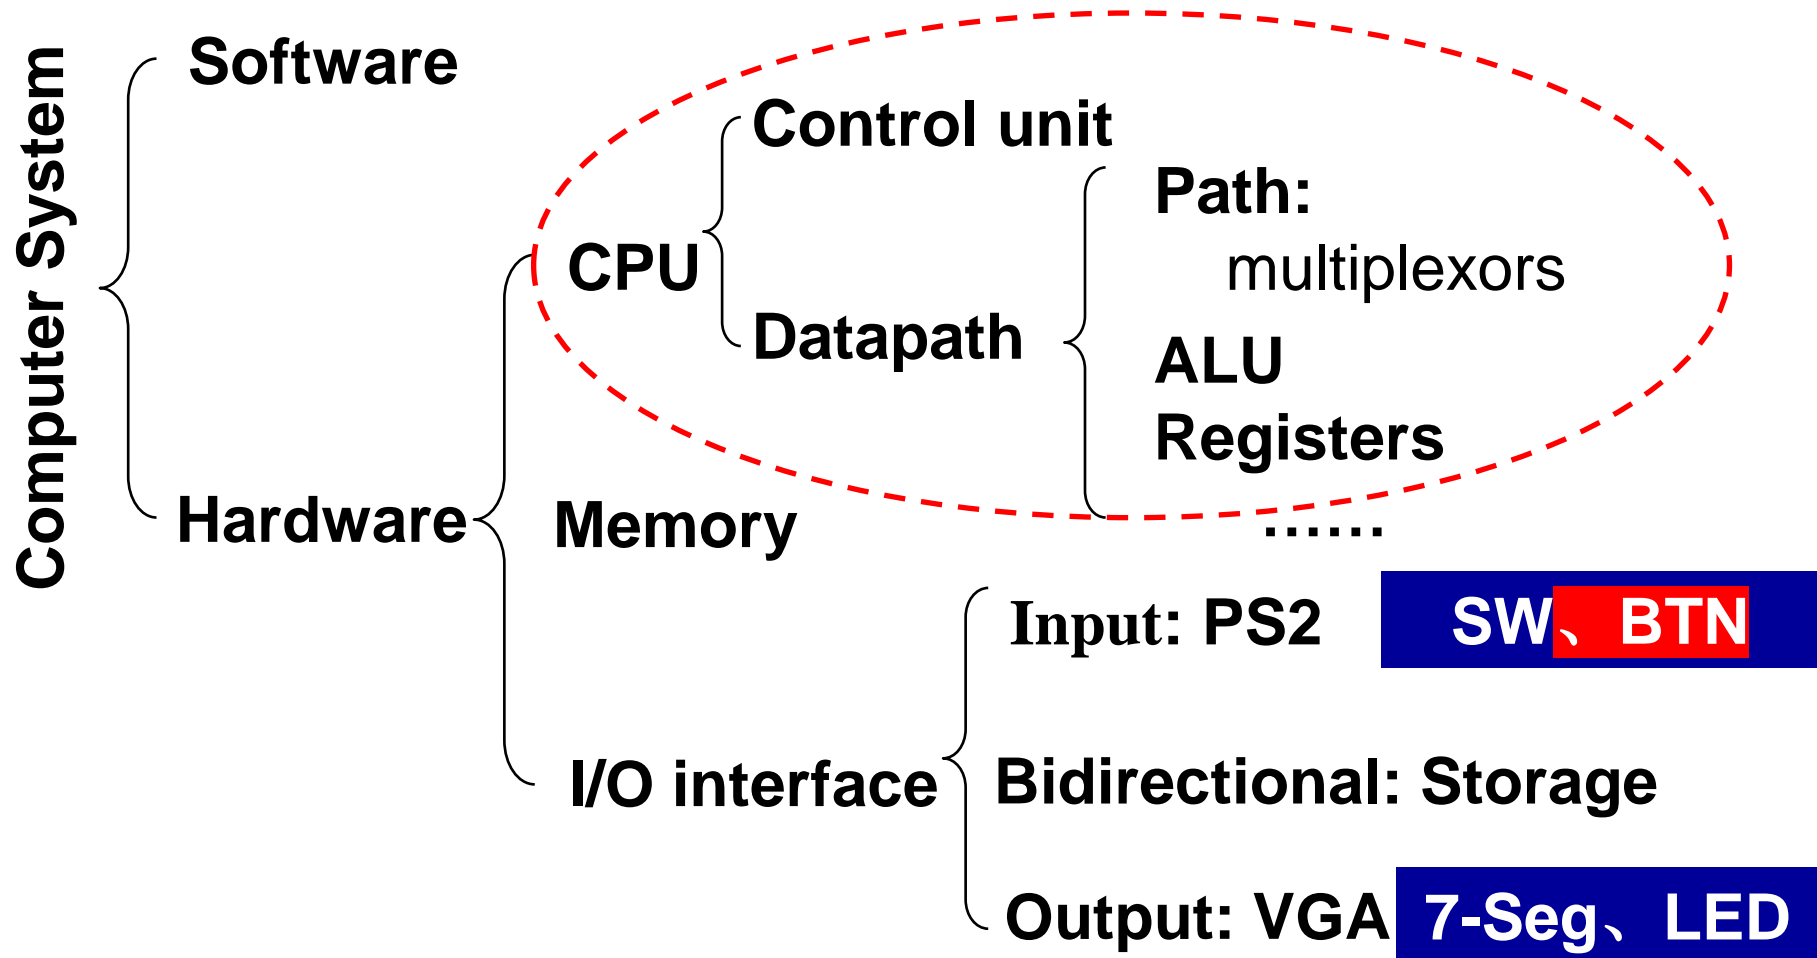 Computer System
Software
Control unit
Path:
multiplexors
CPU
Datapath
ALU
Registers
Hardware
Memory
……
Input: PS2
SW、BTN
I/O interface
Bidirectional: Storage
Output: VGA
7-Seg、LED